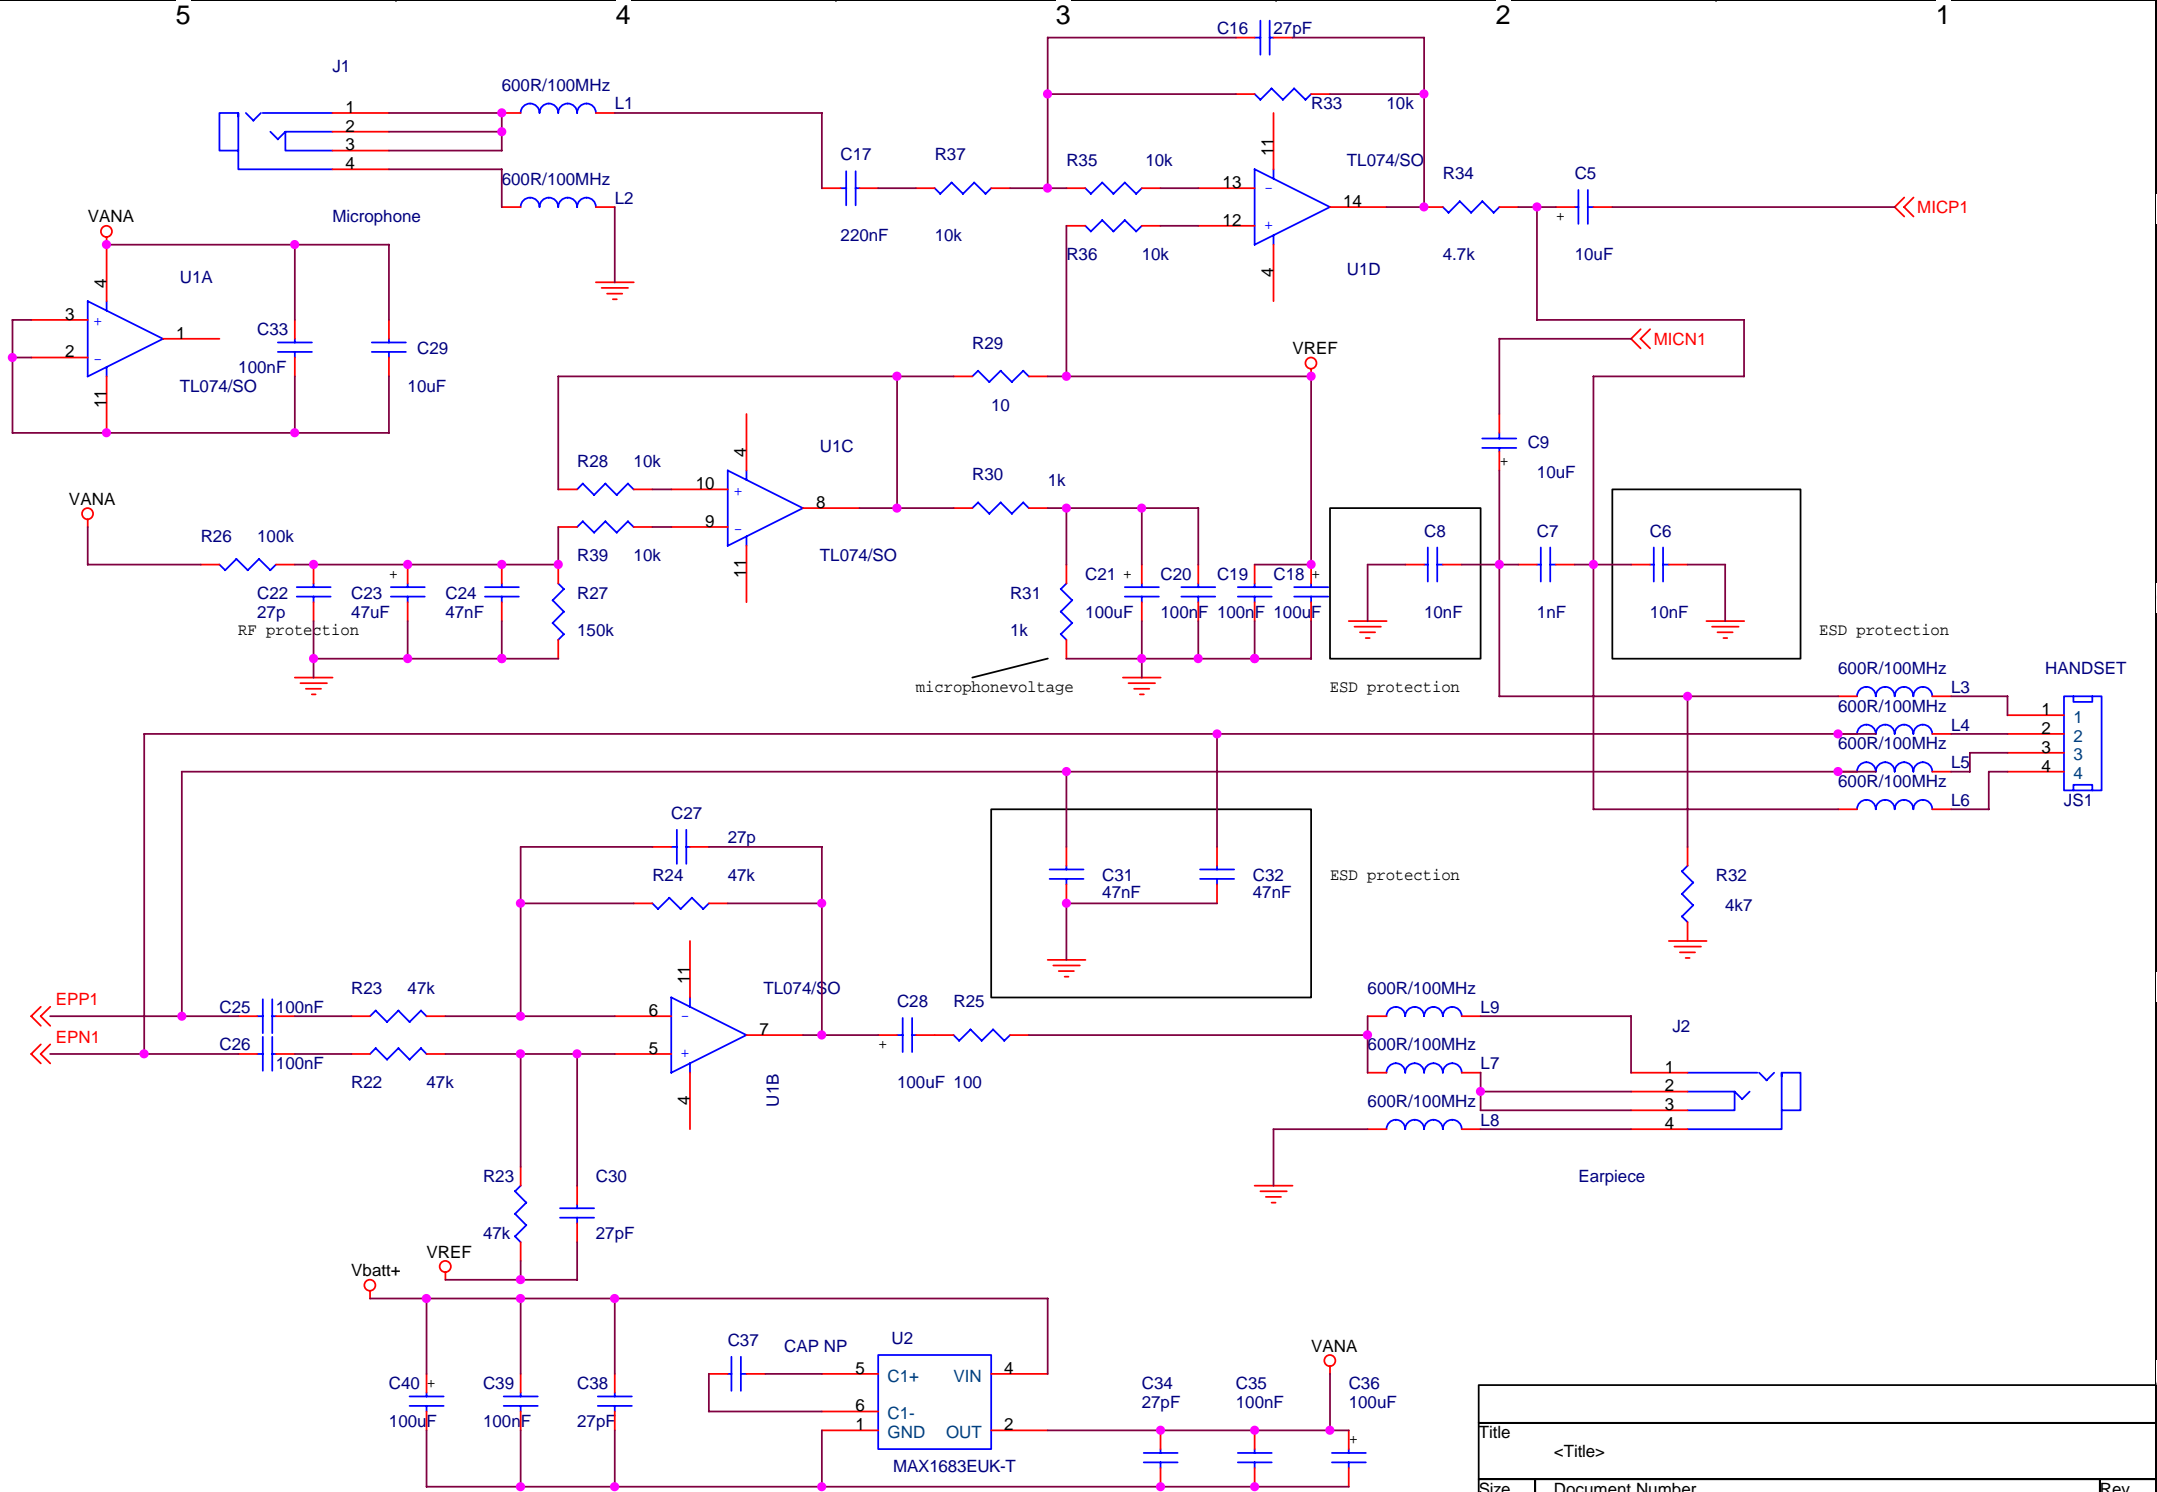 5 4 3 2 1
C16 27pF
J1
600R/100MHz
L1
1
2
3
4
R33 10k
C17
220nF
R37
10k
R35 10k
11
TL074/SO
13
12
14
R34
4.7k
C5
+
10uF
MICP1
600R/100MHz
L2
Microphone
R36 10k
4
U1D
VANA
4
U1A
3
2
1
11
C33
100nF
TL074/SO
C29
10uF
R29
10
VREF
MICN1
U1C
4
R28 10k
10
9
8
R39 10k
11
TL074/SO
R30
1k
C9
+
10uF
VANA
R26 100k
C22
27p
C23
+
47uF
C24
47nF
R27
150k
RF protection
R31
1k
C21 +
100uF
C20
100nF
C19
100nF
C18 +
100uF
C8
10nF
C7
1nF
C6
10nF
ESD protection
microphonevoltage
ESD protection
600R/100MHz
L3
600R/100MHz
L4
600R/100MHz
L5
600R/100MHz
L6
HANDSET
1 1
2 2
3 3
4 4
JS1
C27
27p
R24 47k
C31
47nF
C32
47nF
ESD protection
R32
4k7
EPP1
EPN1
C25 100nF
C26 100nF
R23 47k
R22 47k
11
TL074/SO
6
5
7
4
U1B
C28
+
100uF
R25
100
600R/100MHz
L9
600R/100MHz
L7
600R/100MHz
L8
J2
1
2
3
4
Earpiece
R23
47k
C30
27pF
VREF
Vbatt+
C40 +
100uF
C39
100nF
C38
27pF
C37 CAP NP
U2
5 C1+ VIN 4
6 C1-
1 GND OUT 2
MAX1683EUK-T
VANA
C34
27pF
C35
100nF
C36
100uF
+
Title
<Title>
Size Document Number Rev